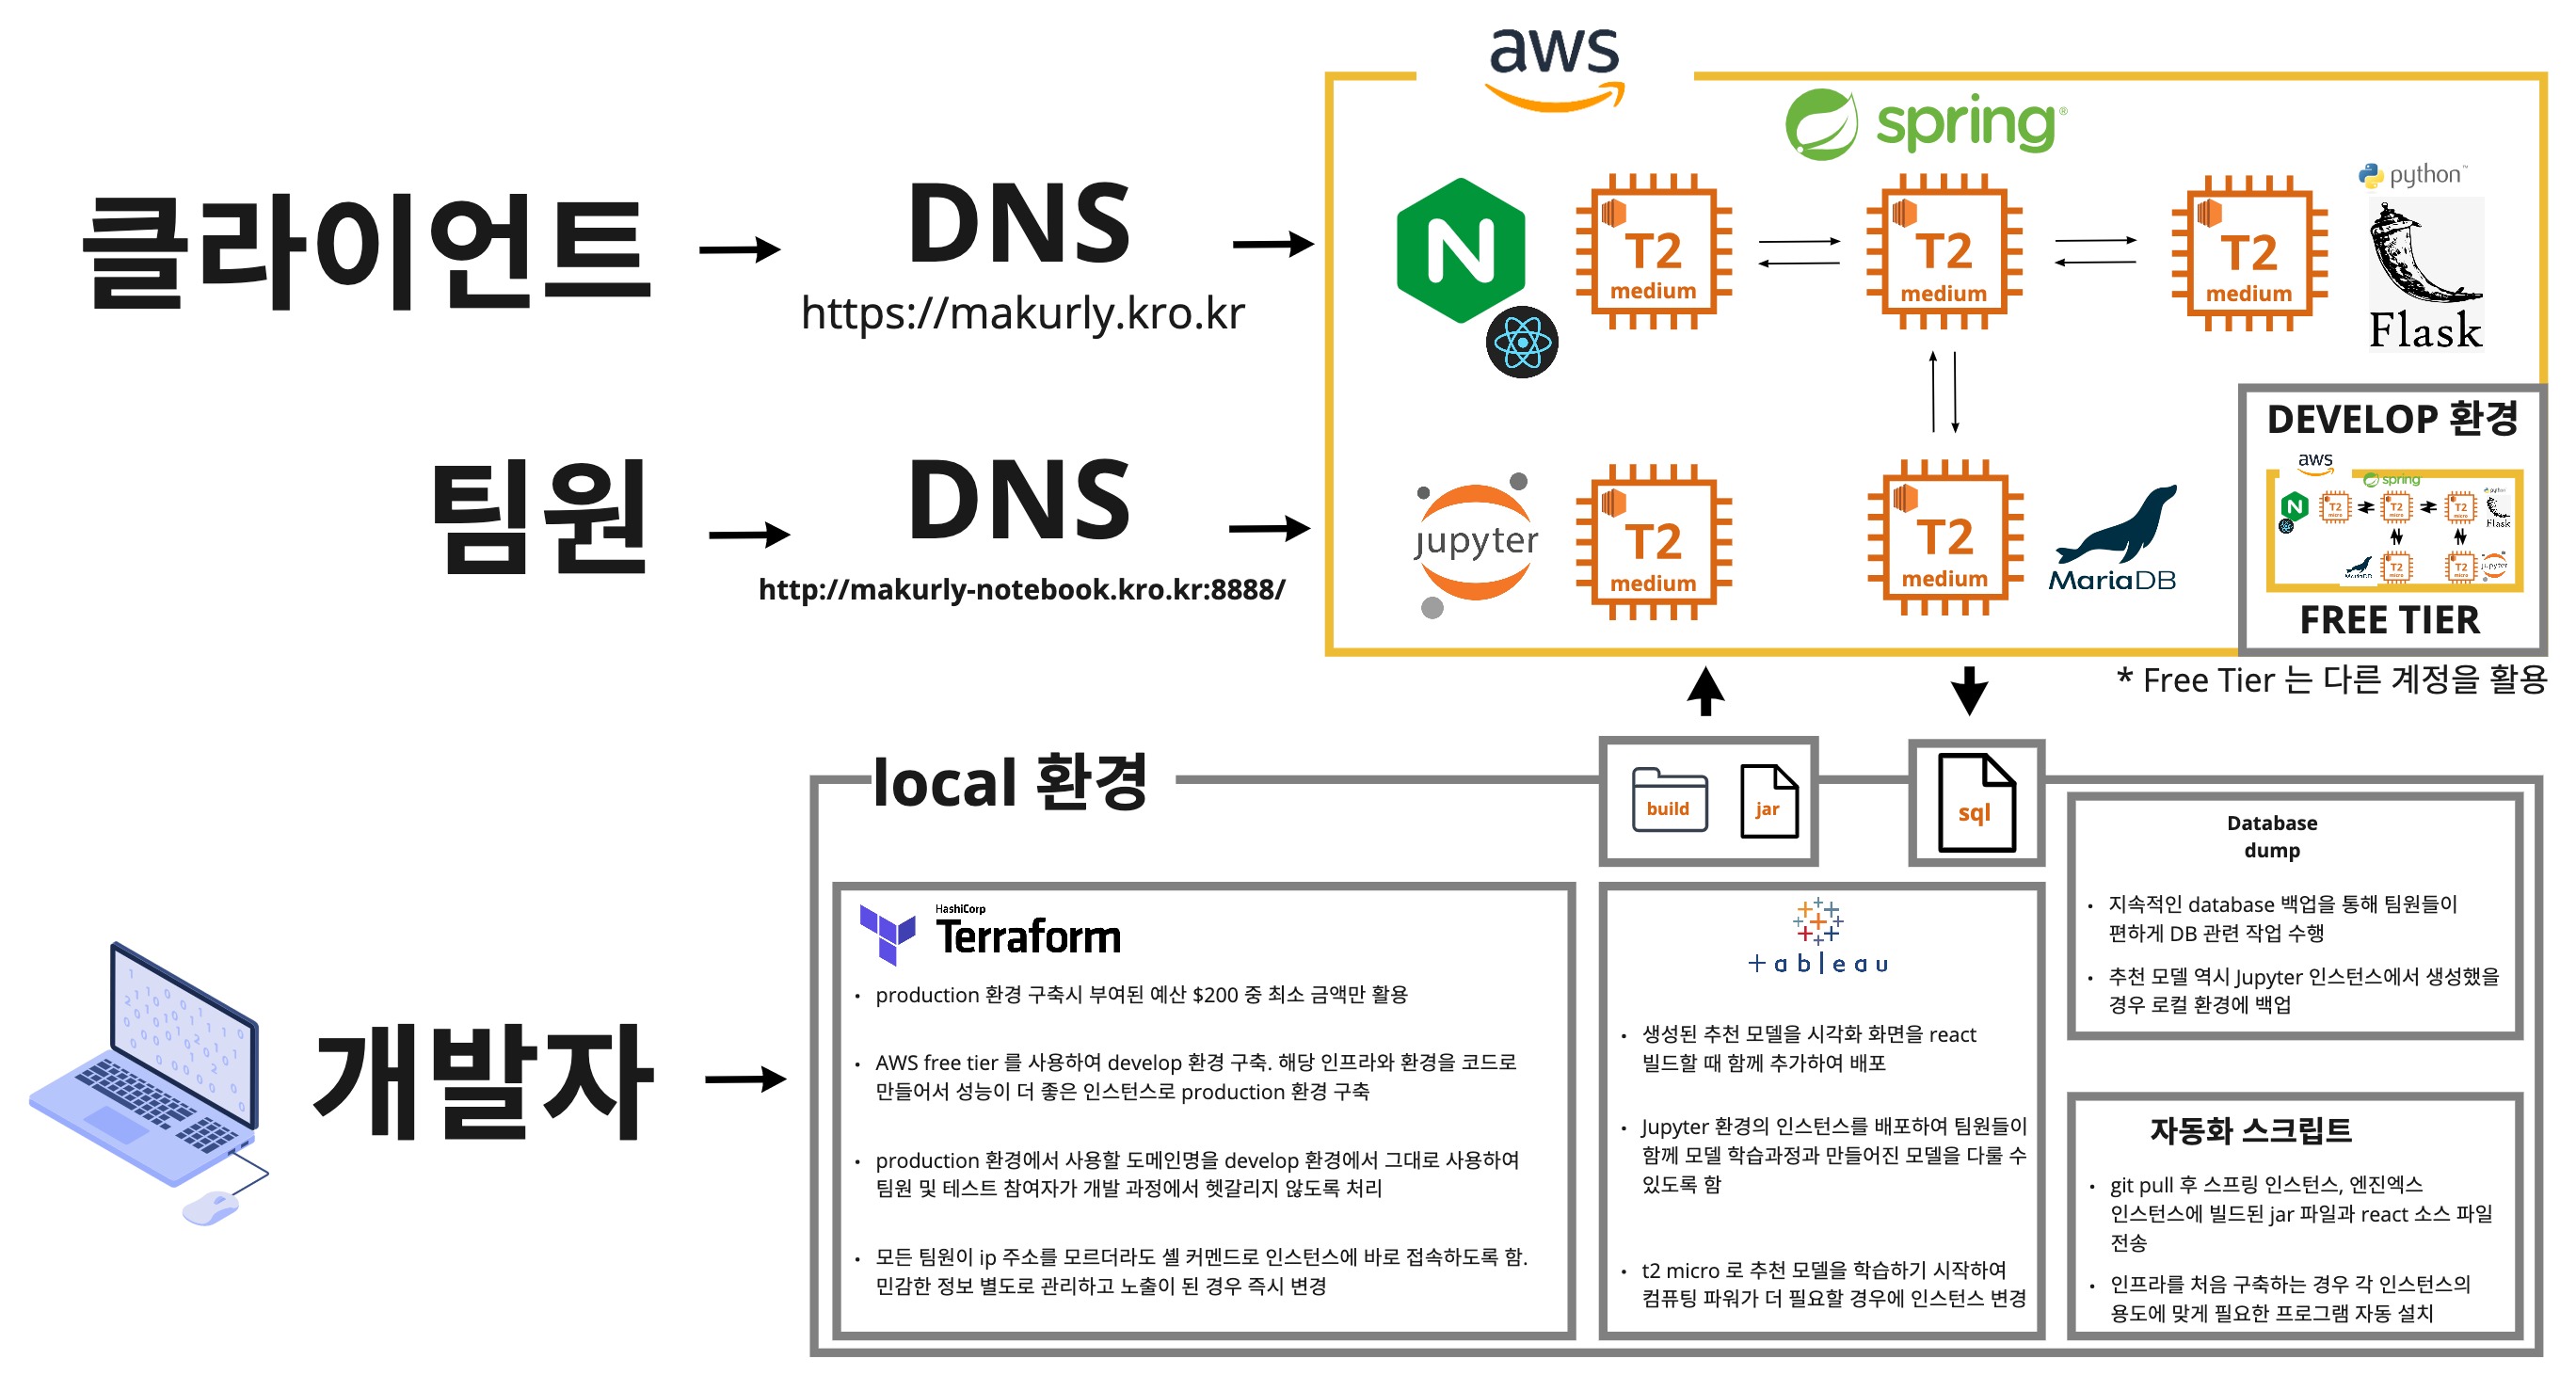 aws
spring
python
클라이언트
DNS
https://makurly.kro.kr
N
T2
medium
T2
medium
T2
medium
Flask
팀원
DNS
http://makurly-notebook.kro.kr:8888/
jupyter
T2
medium
T2
medium
MariaDB
DEVELOP 환경
aws
spring
python
N
T2
micro
T2
micro
T2
micro
Flask
MariaDB
T2
micro
T2
micro
jupyter
FREE TIER
* Free Tier 는 다른 계정을 활용
local 환경
build
jar
sql
개발자
HashiCorp
Terraform
• production 환경 구축시 부여된 예산 $200 중 최소 금액만 활용
• AWS free tier 를 사용하여 develop 환경 구축. 해당 인프라와 환경을 코드로
만들어서 성능이 더 좋은 인스턴스로 production 환경 구축
• production 환경에서 사용할 도메인명을 develop 환경에서 그대로 사용하여
팀원 및 테스트 참여자가 개발 과정에서 헷갈리지 않도록 처리
• 모든 팀원이 ip 주소를 모르더라도 셸 커멘드로 인스턴스에 바로 접속하도록 함.
민감한 정보 별도로 관리하고 노출이 된 경우 즉시 변경
+ableau
• 생성된 추천 모델을 시각화 화면을 react
빌드할 때 함께 추가하여 배포
• Jupyter 환경의 인스턴스를 배포하여 팀원들이
함께 모델 학습과정과 만들어진 모델을 다룰 수
있도록 함
• t2 micro 로 추천 모델을 학습하기 시작하여
컴퓨팅 파워가 더 필요할 경우에 인스턴스 변경
Database
dump
• 지속적인 database 백업을 통해 팀원들이
편하게 DB 관련 작업 수행
• 추천 모델 역시 Jupyter 인스턴스에서 생성했을
경우 로컬 환경에 백업
자동화 스크립트
• git pull 후 스프링 인스턴스, 엔진엑스
인스턴스에 빌드된 jar 파일과 react 소스 파일
전송
• 인프라를 처음 구축하는 경우 각 인스턴스의
용도에 맞게 필요한 프로그램 자동 설치